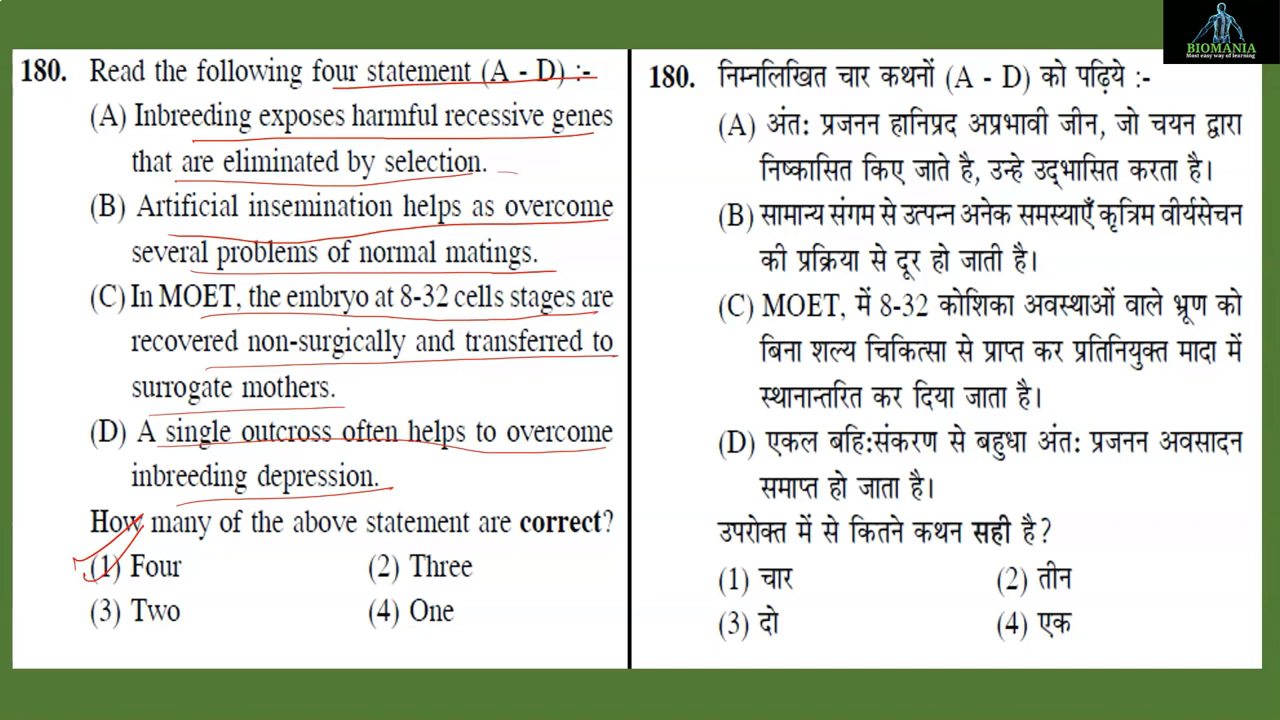 BIOMANIA
Most easy way of learning
180. Read the following four statement (A - D) :-
(A) Inbreeding exposes harmful recessive genes
that are eliminated by selection.
(B) Artificial insemination helps as overcome
several problems of normal matings.
(C) In MOET, the embryo at 8-32 cells stages are
recovered non-surgically and transferred to
surrogate mothers.
(D) A single outcross often helps to overcome
inbreeding depression.
How many of the above statement are correct?
(1) Four (2) Three
(3) Two (4) One
180. निम्नलिखित चार कथनों (A - D) को पढ़िये :-
(A) अंत: प्रजनन हानिप्रद अप्रभावी जीन, जो चयन द्वारा
निष्कासित किए जाते है, उन्हे उद्‌भासित करता है।
(B) सामान्य संगम से उत्पन्न अनेक समस्याएँ कृत्रिम वीर्यसेचन
की प्रक्रिया से दूर हो जाती है।
(C) MOET, में 8-32 कोशिका अवस्थाओं वाले भ्रूण को
बिना शल्य चिकित्सा से प्राप्त कर प्रतिनियुक्त मादा में
स्थानान्तरित कर दिया जाता है।
(D) एकल बहि:संकरण से बहुधा अंत: प्रजनन अवसादन
समाप्त हो जाता है।
उपरोक्त में से कितने कथन सही है?
(1) चार (2) तीन
(3) दो (4) एक